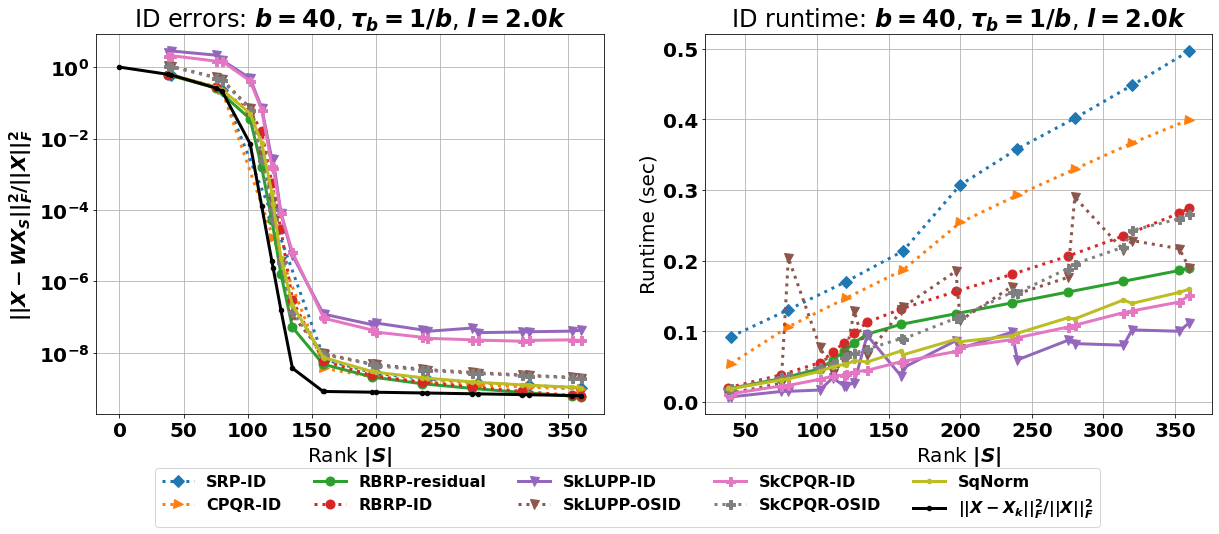 ID errors: b = 40, τ_b = 1/b, l = 2.0k
10^0
10^−2
10^−4
10^−6
10^−8
||X − WX_S||_F^2/||X||_F^2
0 50 100 150 200 250 300 350
Rank |S|
ID runtime: b = 40, τ_b = 1/b, l = 2.0k
0.5
0.4
0.3
0.2
0.1
0.0
Runtime (sec)
50 100 150 200 250 300 350
Rank |S|
SRP-ID RBRP-residual SkLUPP-ID SkCPQR-ID SqNorm
CPQR-ID RBRP-ID SkLUPP-OSID SkCPQR-OSID ||X − X_k||_F^2/||X||_F^2